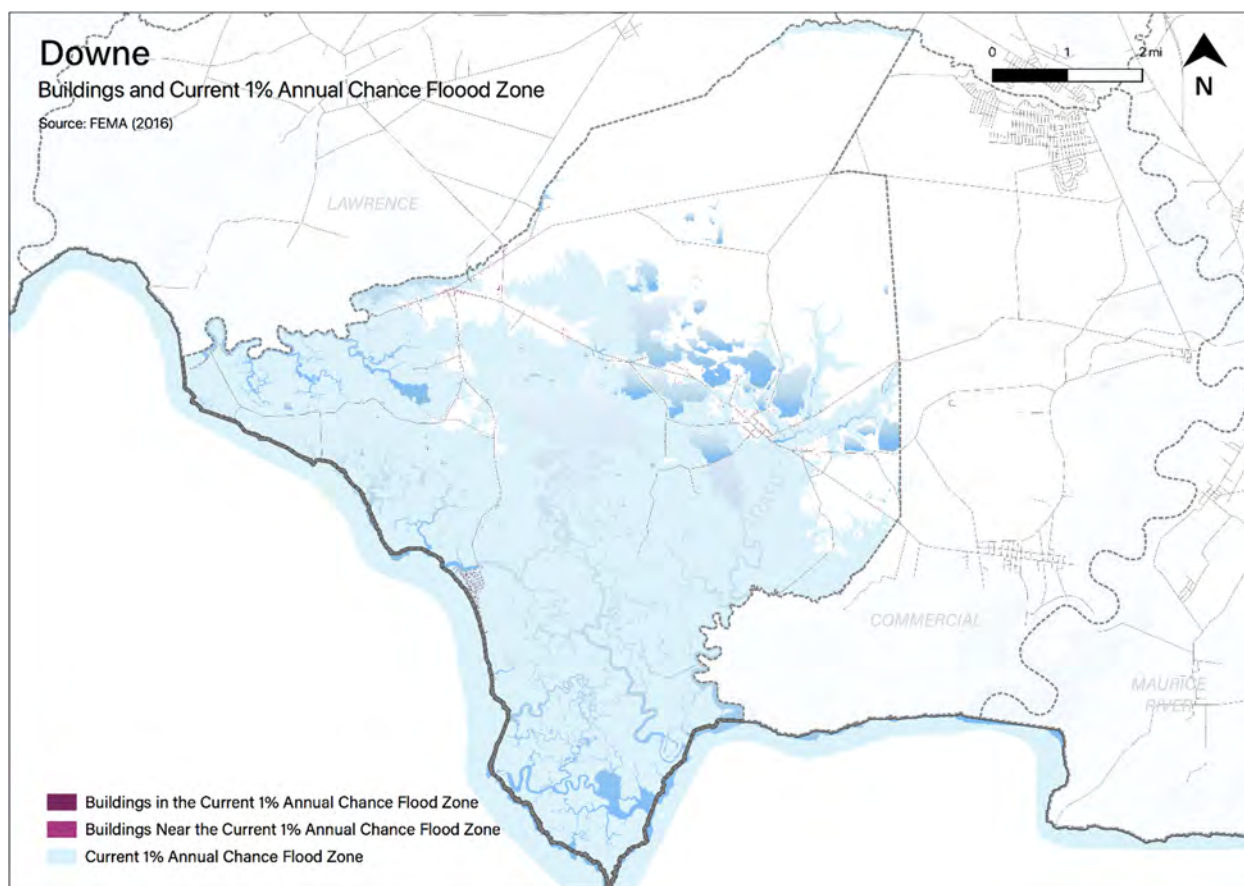 Downe
Buildings and Current 1% Annual Chance Floood Zone
Source: FEMA (2016)
0 1 2 mi
N
LAWRENCE
COMMERCIAL
MAURICE
RIVER
Buildings in the Current 1% Annual Chance Flood Zone
Buildings Near the Current 1% Annual Chance Flood Zone
Current 1% Annual Chance Flood Zone